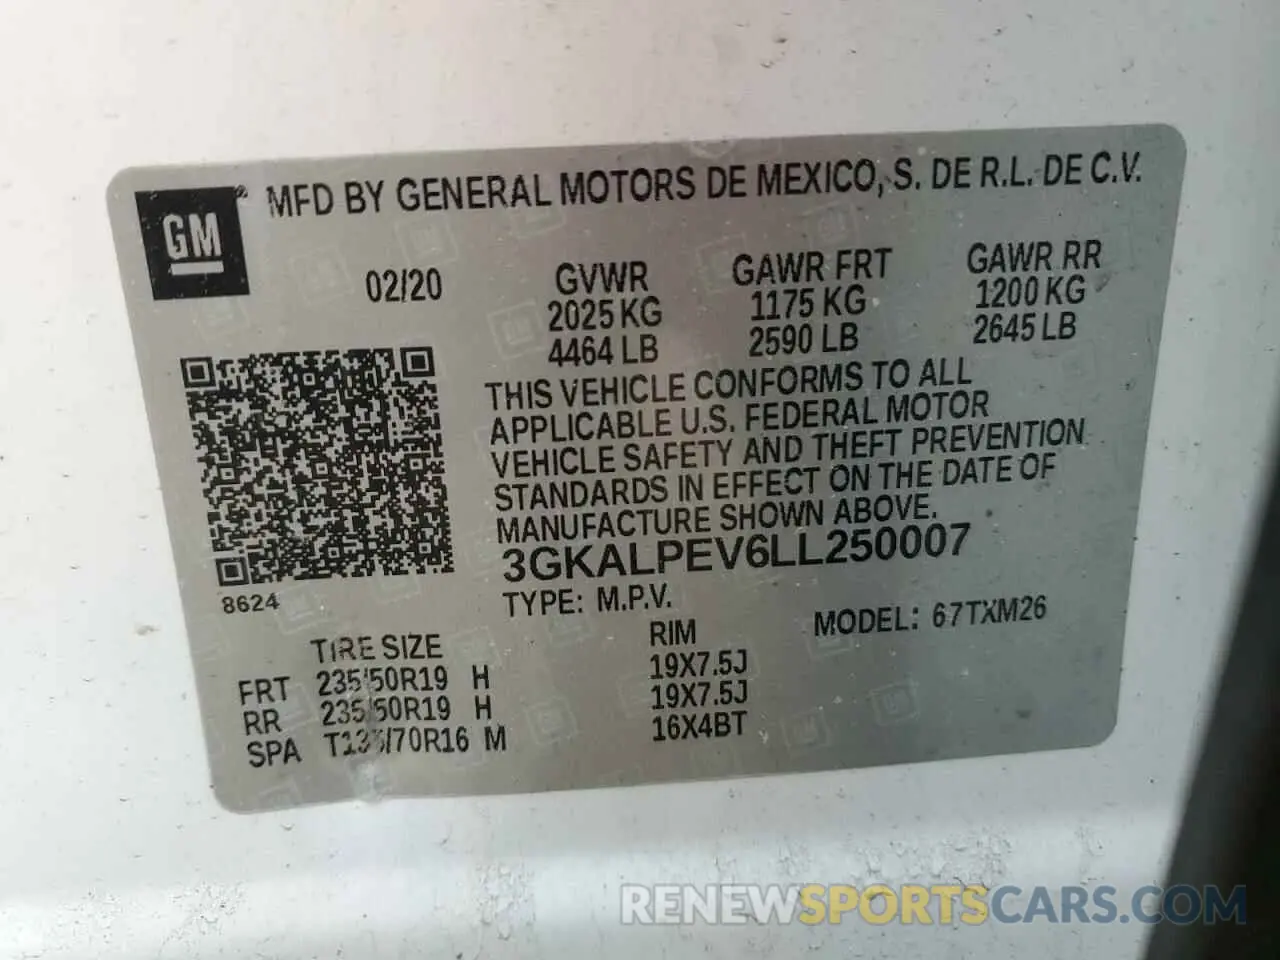 GM ® MFD BY GENERAL MOTORS DE MEXICO, S. DE R.L. DE C.V.
02/20 GVWR GAWR FRT GAWR RR
2025 KG 1175 KG 1200 KG
4464 LB 2590 LB 2645 LB
THIS VEHICLE CONFORMS TO ALL
APPLICABLE U.S. FEDERAL MOTOR
VEHICLE SAFETY AND THEFT PREVENTION
STANDARDS IN EFFECT ON THE DATE OF
MANUFACTURE SHOWN ABOVE.
3GKALPEV6LL250007
8624
TYPE: M.P.V. MODEL: 67TXM26
TIRE SIZE RIM
FRT 235/50R19 H 19X7.5J
RR 235/50R19 H 19X7.5J
SPA T135/70R16 M 16X4BT
RENEWSPORTSCARS.COM